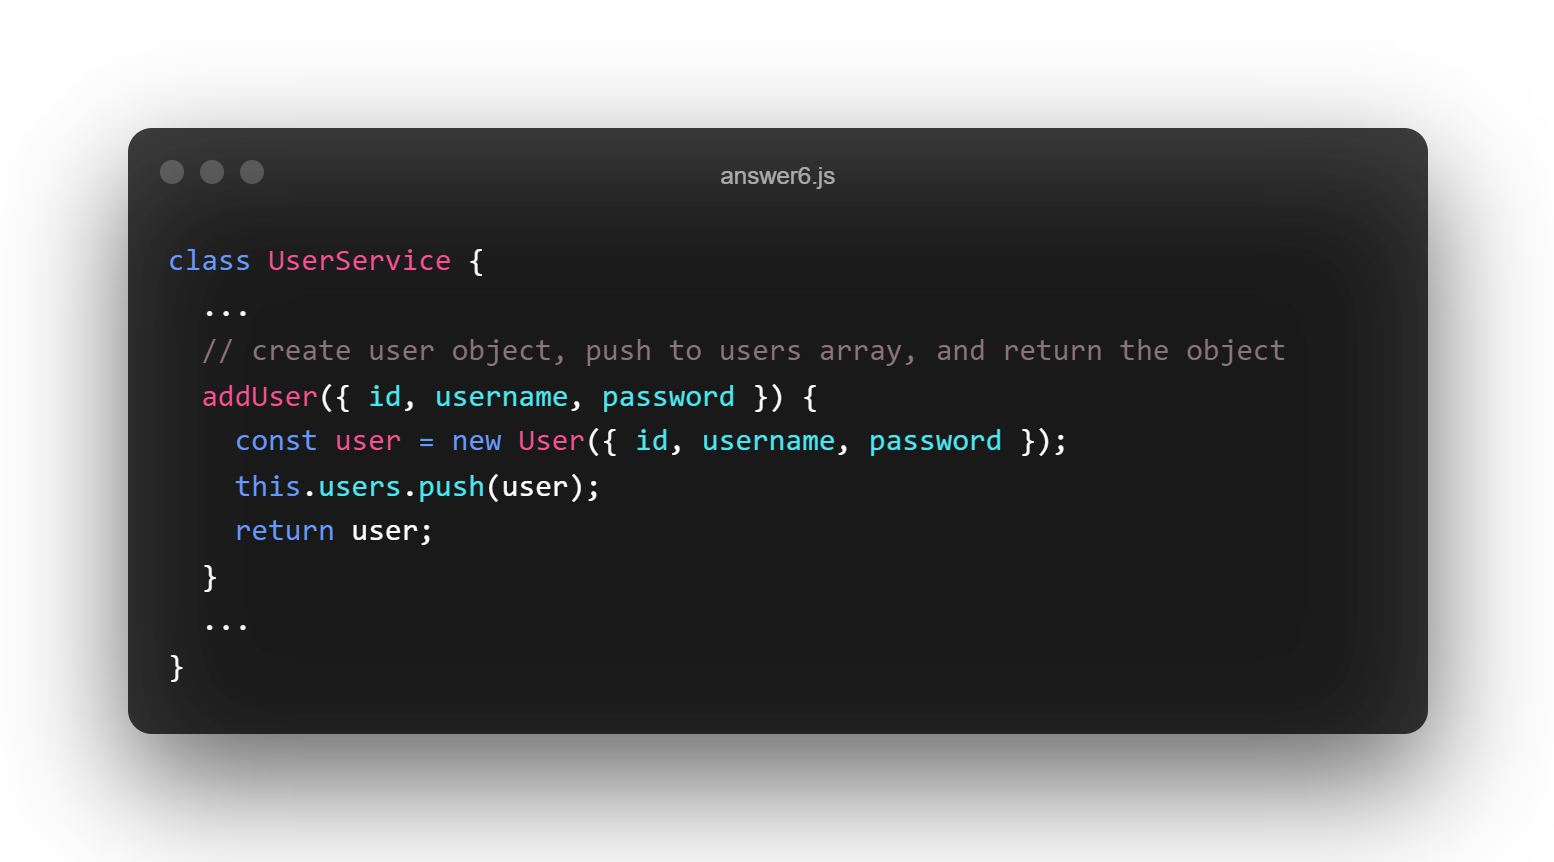 answer6.js
class UserService {
  ...
  // create user object, push to users array, and return the object
  addUser({ id, username, password }) {
    const user = new User({ id, username, password });
    this.users.push(user);
    return user;
  }
  ...
}